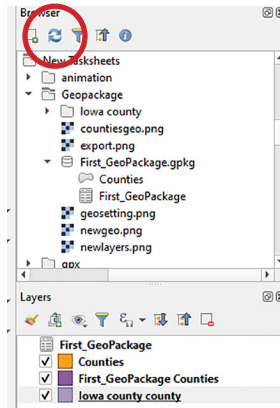 Browser
New Tasksheets
animation
Geopackage
Iowa county
countiesgeo.png
export.png
First_GeoPackage.gpkg
Counties
First_GeoPackage
geosetting.png
newgeo.png
newlayers.png
gpx
Layers
First_GeoPackage
Counties
First_GeoPackage Counties
Iowa county county